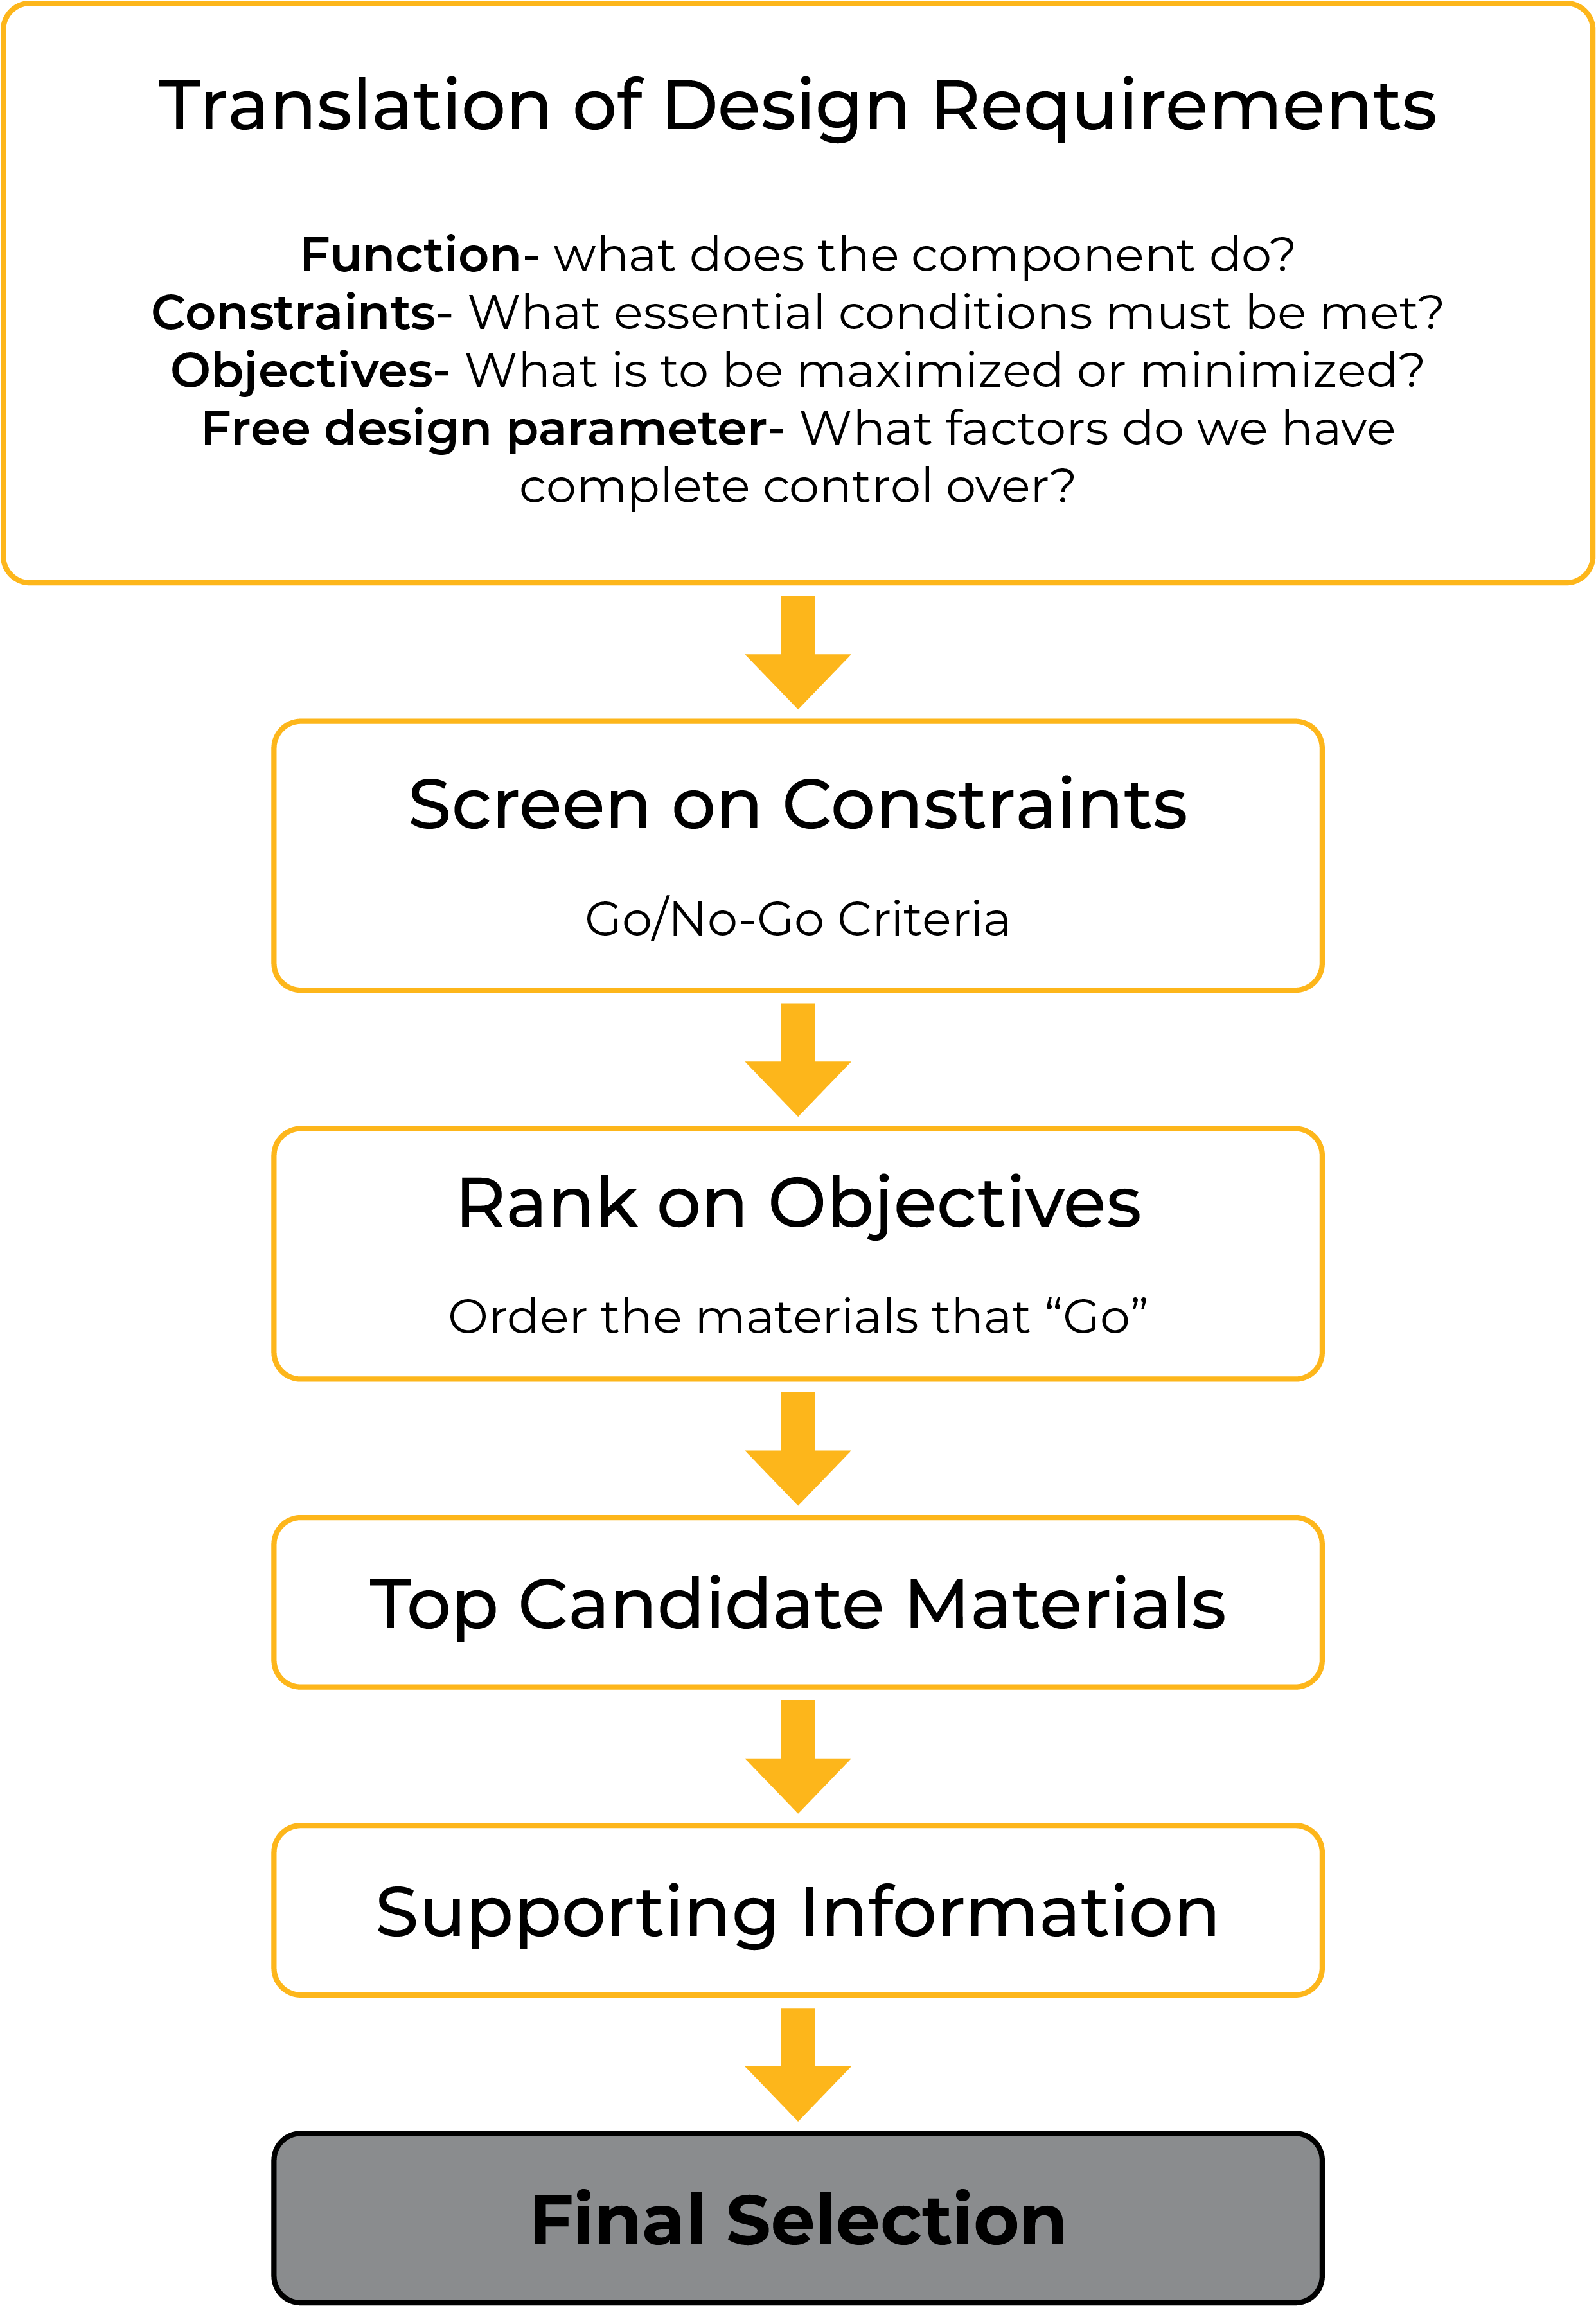 Translation of Design Requirements
Function- what does the component do?
Constraints- What essential conditions must be met?
Objectives- What is to be maximized or minimized?
Free design parameter- What factors do we have
complete control over?
Screen on Constraints
Go/No-Go Criteria
Rank on Objectives
Order the materials that “Go”
Top Candidate Materials
Supporting Information
Final Selection